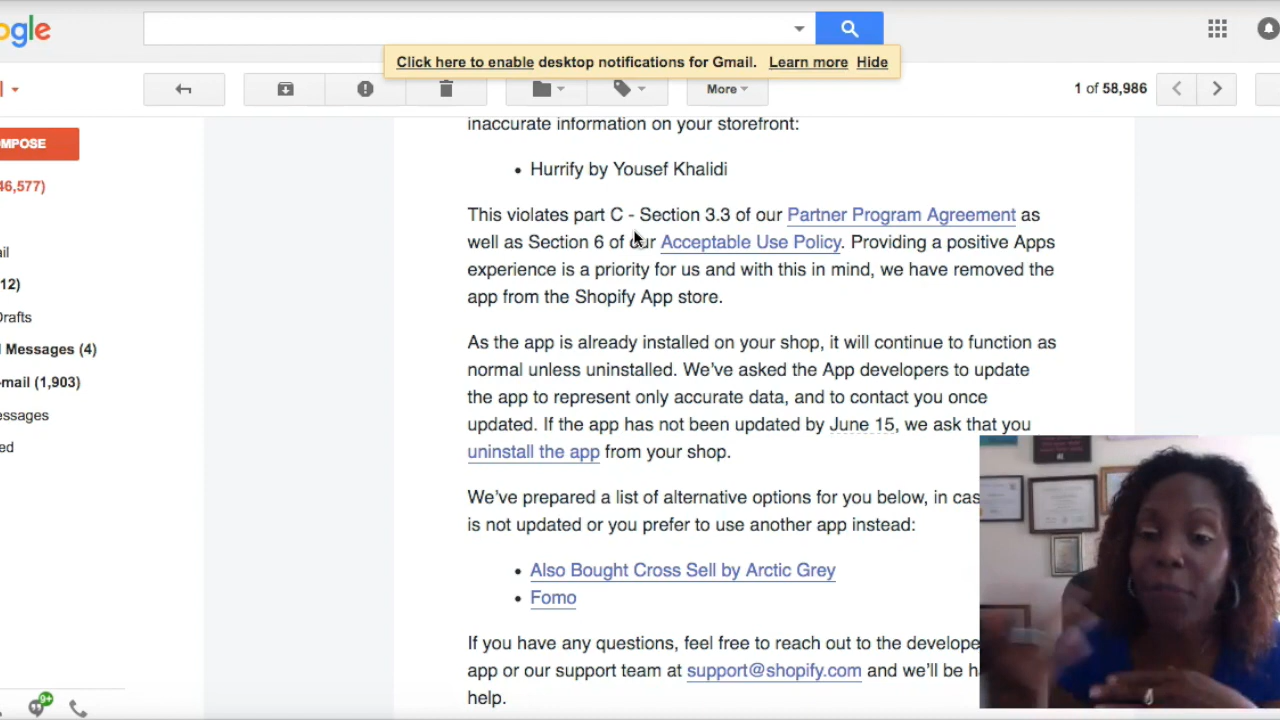 ogle
Click here to enable desktop notifications for Gmail. Learn more Hide
More
1 of 58,986
MPOSE
46,577)
il
12)
Drafts
Messages (4)
-mail (1,903)
essages
ed
9+
inaccurate information on your storefront:
• Hurrify by Yousef Khalidi
This violates part C - Section 3.3 of our Partner Program Agreement as
well as Section 6 of our Acceptable Use Policy. Providing a positive Apps
experience is a priority for us and with this in mind, we have removed the
app from the Shopify App store.
As the app is already installed on your shop, it will continue to function as
normal unless uninstalled. We've asked the App developers to update
the app to represent only accurate data, and to contact you once
updated. If the app has not been updated by June 15, we ask that you
uninstall the app from your shop.
We've prepared a list of alternative options for you below, in cas
is not updated or you prefer to use another app instead:
• Also Bought Cross Sell by Arctic Grey
• Fomo
If you have any questions, feel free to reach out to the develope
app or our support team at support@shopify.com and we'll be h
help.